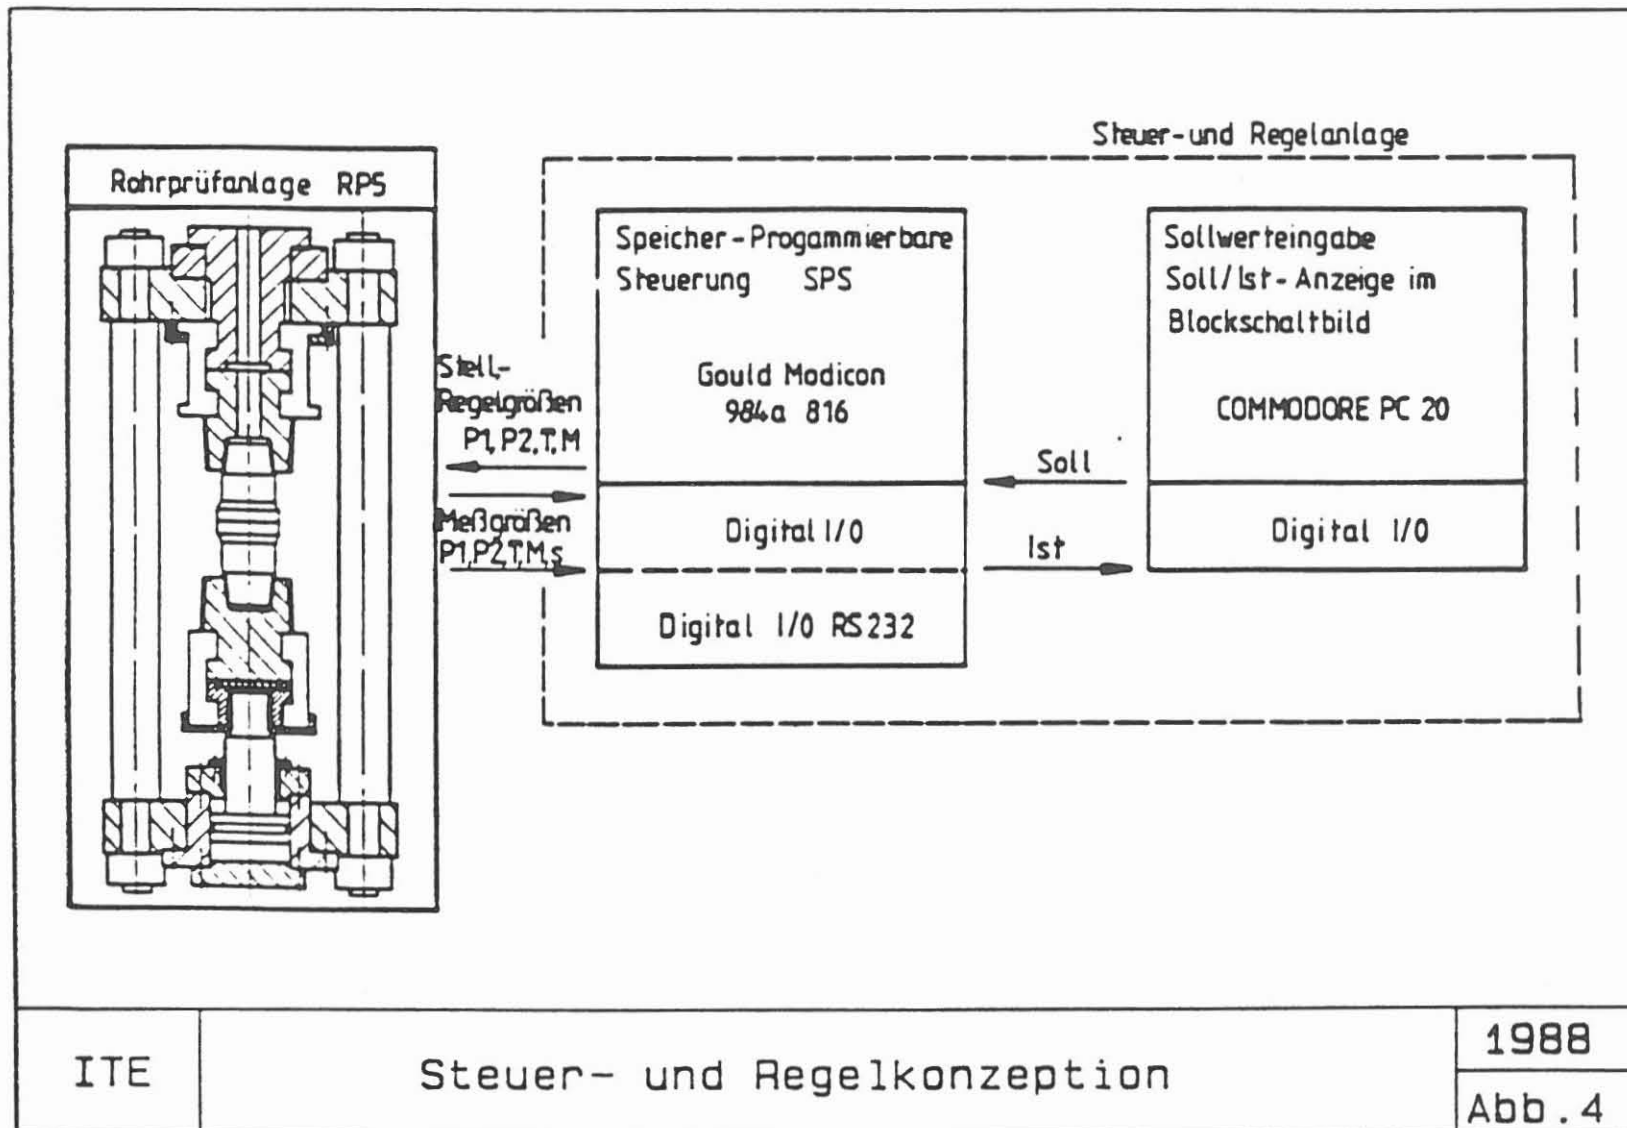 Steuer-und Regelanlage
Rohrprüfanlage RPS
Speicher-Progammierbare
Steuerung SPS
Gould Modicon
984a 816
Digital I/O
Digital I/O RS232
Sollwerteingabe
Soll/Ist-Anzeige im
Blockschaltbild
COMMODORE PC 20
Digital I/O
Stell,-
Regelgrößen
P1, P2, T, M
Meßgrößen
P1,P2,T,M,s
Soll
Ist
ITE
Steuer- und Regelkonzeption
1988
Abb.4